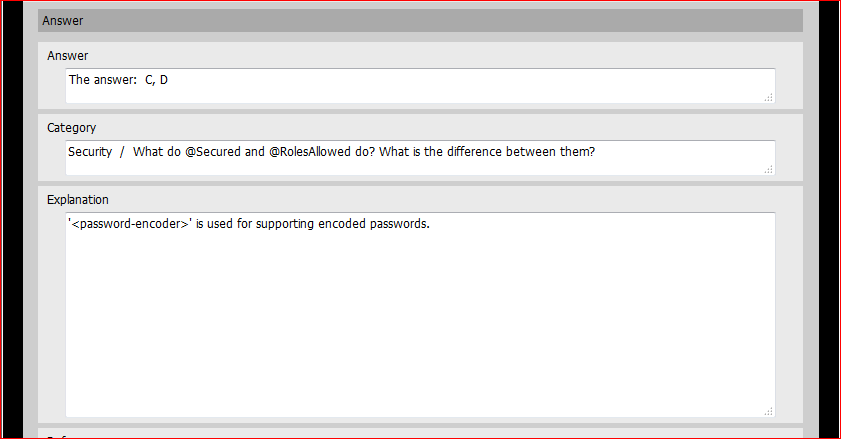 Answer
Answer
The answer:  C, D
Category
Security  /  What do @Secured and @RolesAllowed do? What is the difference between them?
Explanation
'<password-encoder>' is used for supporting encoded passwords.